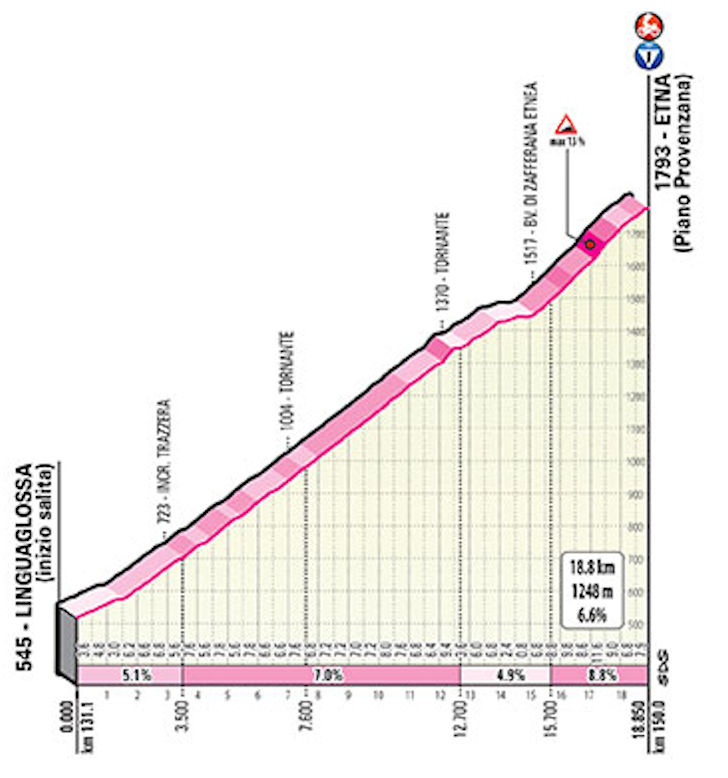 1793 - ETNA
(Piano Provenzana)
max 13%
1517 - BV. DI ZAFFERANA ETNEA
1370 - TORNANTE
1004 - TORNANTE
723 - INCR. TRAZZERA
545 - LINGUAGLOSSA
(inizio salita)
1700
1600
1500
1400
1300
1200
1100
1000
900
800
700
600
500
18.8 km
1248 m
6.6%
SDS
5.1% 7.0% 4.9% 8.8%
1 2 3 4 5 6 7 8 9 10 11 12 13 14 15 16 17 18
0.000 3.500 7.600 12.700 15.700 18.850
km 131.1 km 150.0